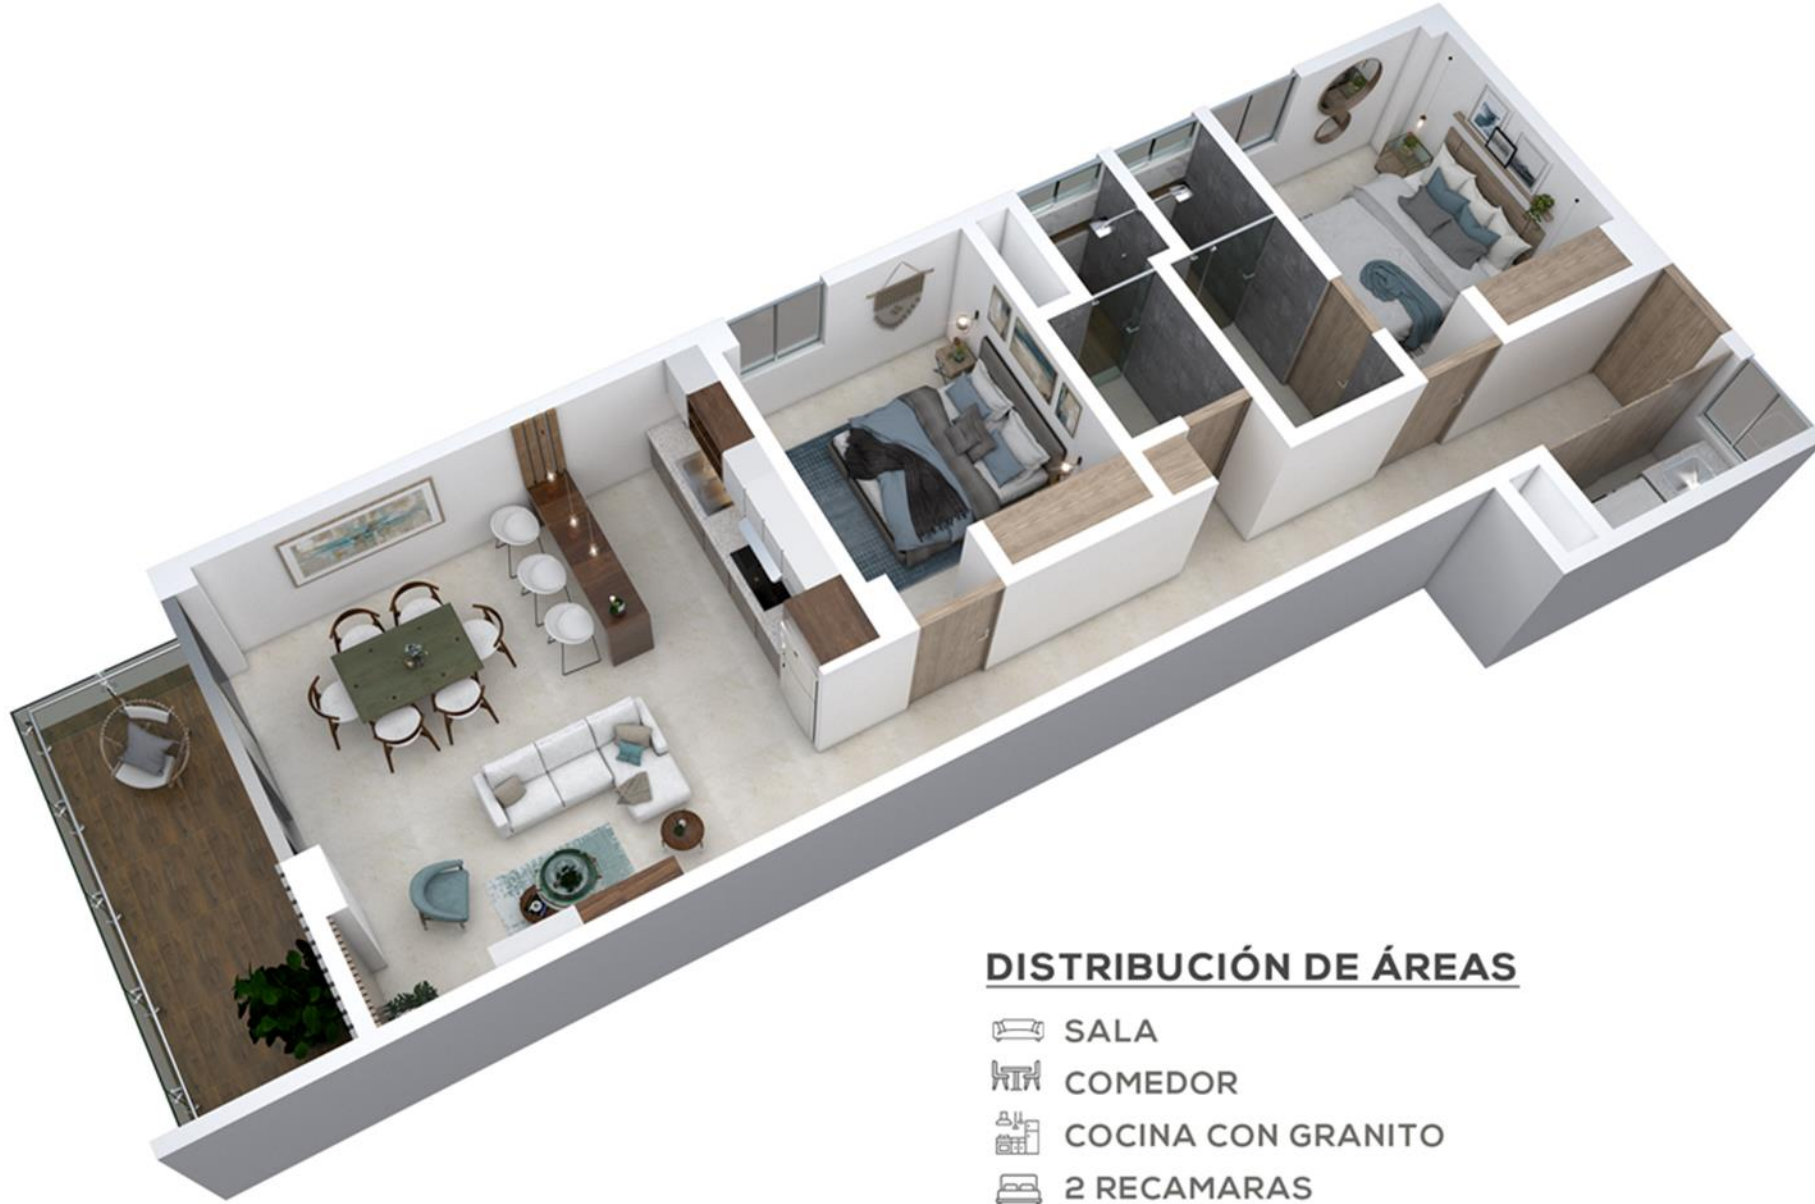 DISTRIBUCIÓN DE ÁREAS
SALA
COMEDOR
COCINA CON GRANITO
2 RECAMARAS